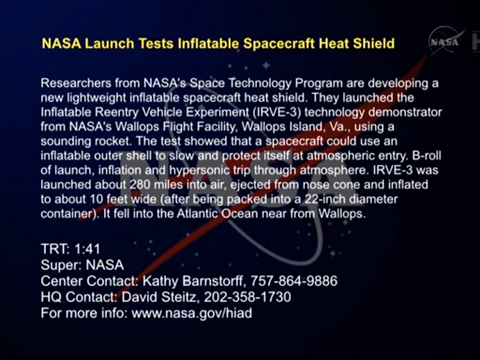 NASA Launch Tests Inflatable Spacecraft Heat Shield
NASA
H
Researchers from NASA's Space Technology Program are developing a
new lightweight inflatable spacecraft heat shield. They launched the
Inflatable Reentry Vehicle Experiment (IRVE-3) technology demonstrator
from NASA's Wallops Flight Facility, Wallops Island, Va., using a
sounding rocket. The test showed that a spacecraft could use an
inflatable outer shell to slow and protect itself at atmospheric entry. B-roll
of launch, inflation and hypersonic trip through atmosphere. IRVE-3 was
launched about 280 miles into air, ejected from nose cone and inflated
to about 10 feet wide (after being packed into a 22-inch diameter
container). It fell into the Atlantic Ocean near from Wallops.
NASA
TRT: 1:41
Super: NASA
Center Contact: Kathy Barnstorff, 757-864-9886
HQ Contact: David Steitz, 202-358-1730
For more info: www.nasa.gov/hiad